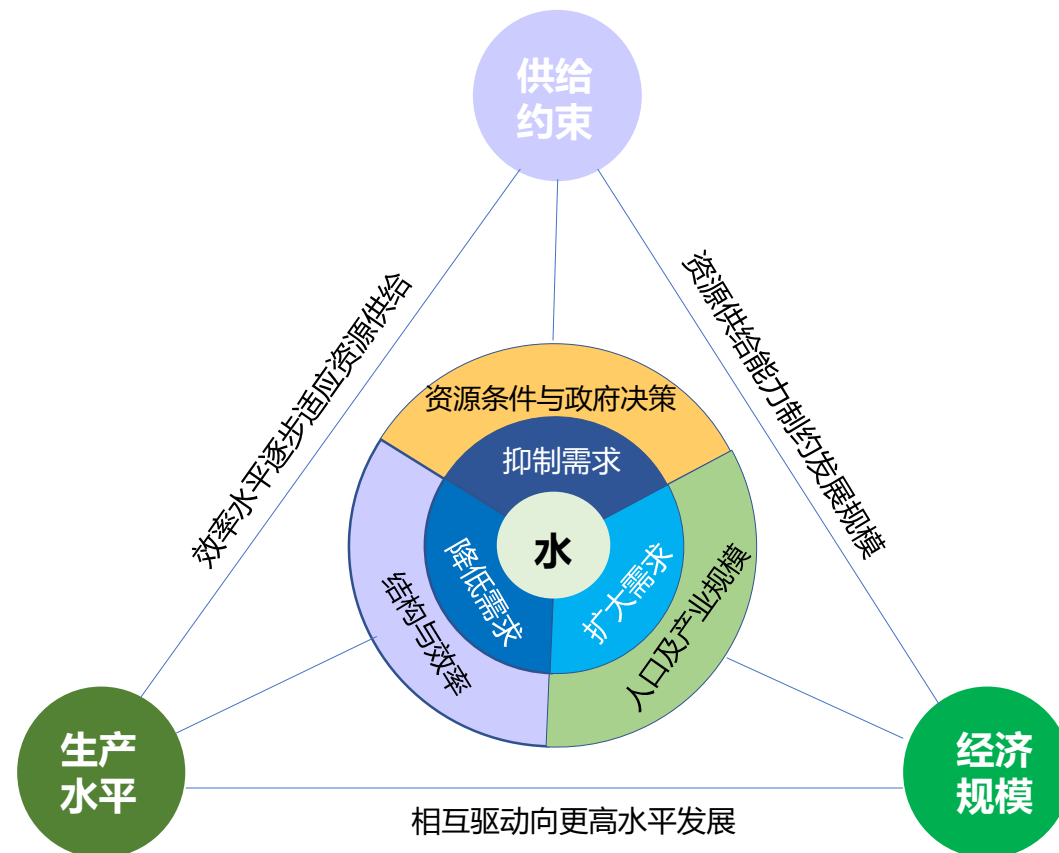 供给
约束
效率水平逐步适应资源供给
资源供给能力制约发展规模
资源条件与政府决策
抑制需求
水
降低需求
扩大需求
结构与效率
人口及产业规模
生产
水平
经济
规模
相互驱动向更高水平发展